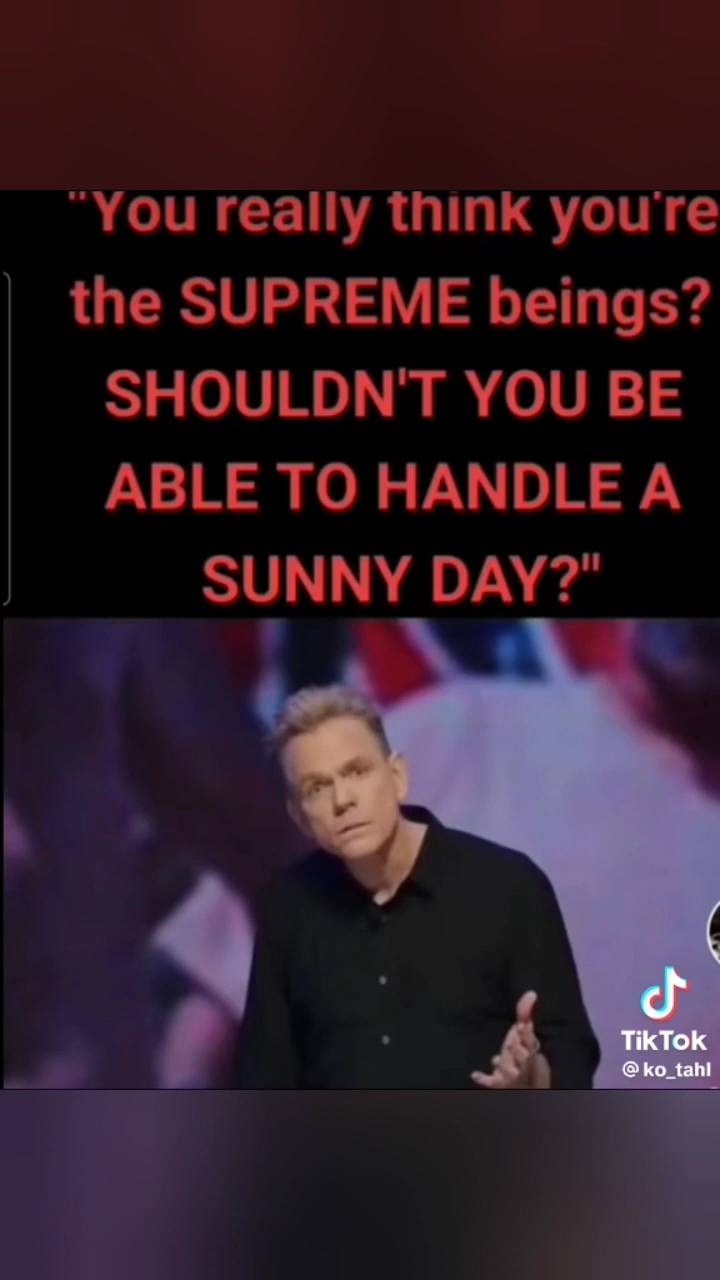 "You really think you're
the SUPREME beings?
SHOULDN'T YOU BE
ABLE TO HANDLE A
SUNNY DAY?"
TikTok
@ko_tahl